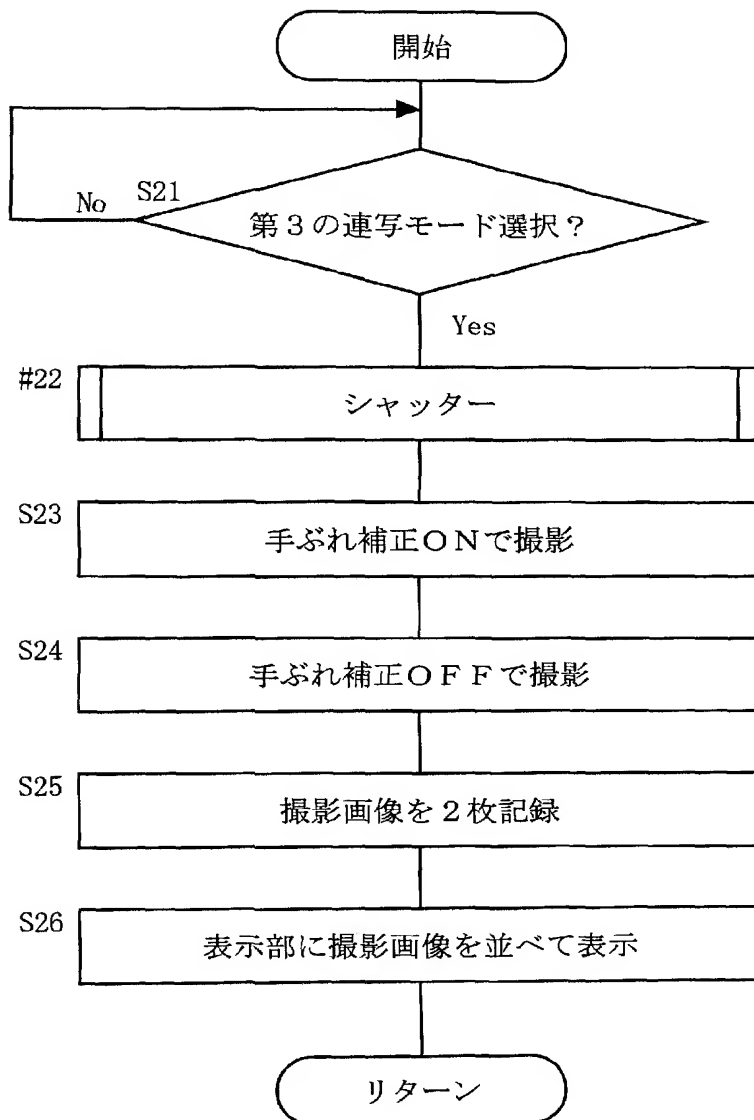 開始
No
S21
第３の連写モード選択？
Yes
#22
シャッター
S23
手ぶれ補正ＯＮで撮影
S24
手ぶれ補正ＯＦＦで撮影
S25
撮影画像を２枚記録
S26
表示部に撮影画像を並べて表示
リターン